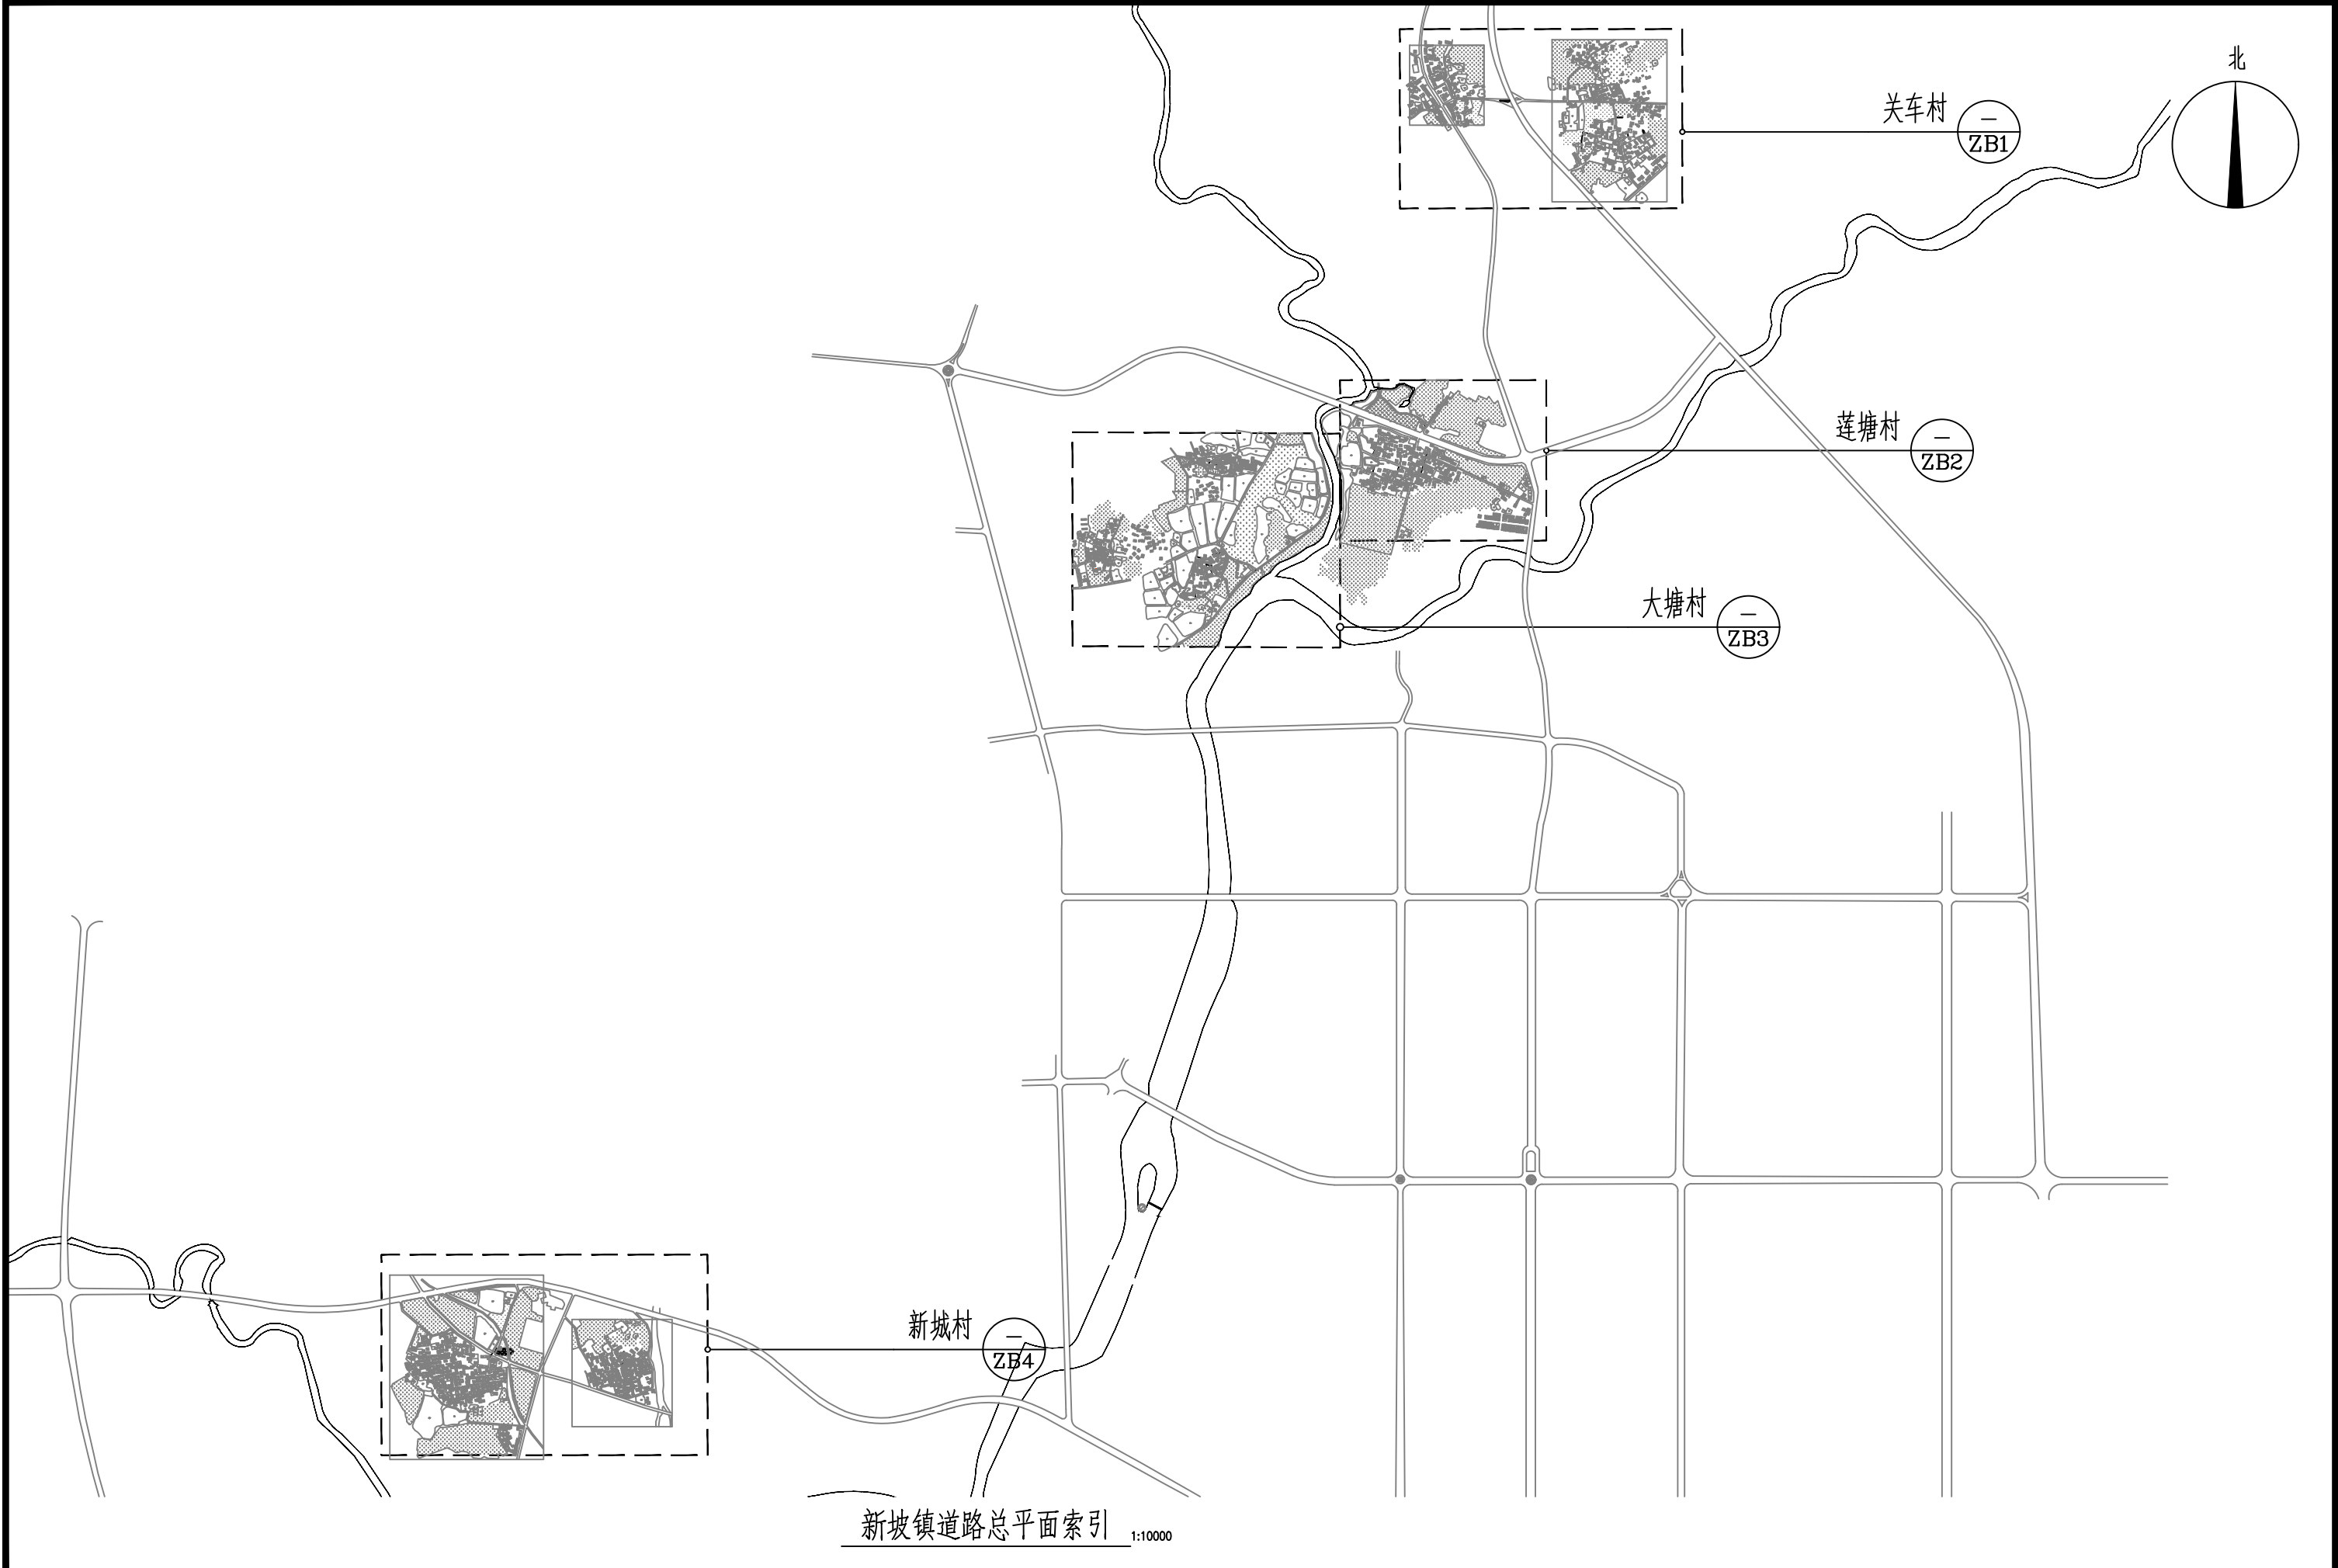 北
关车村
—
ZB1
莲塘村
—
ZB2
大塘村
—
ZB3
新城村
—
ZB4
新坡镇道路总平面索引 1:10000